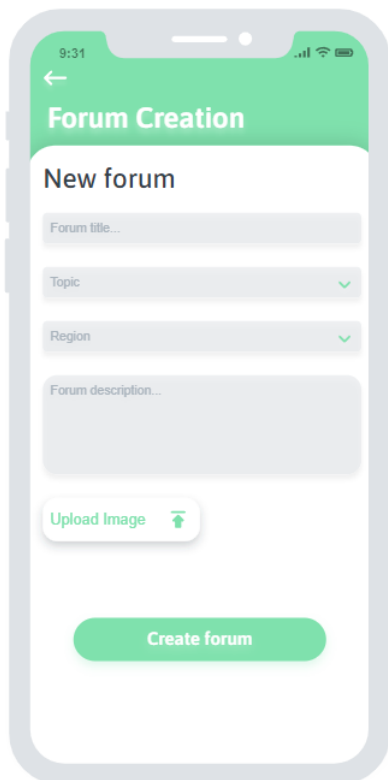 9:31
Forum Creation
New forum
Forum title...
Topic
Region
Forum description...
Upload Image
Create forum